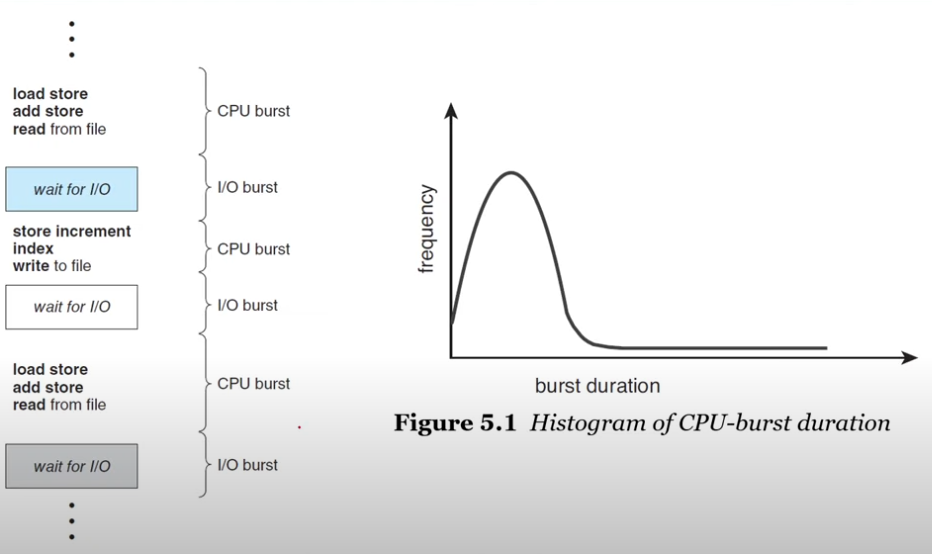 load store
add store
read from file
CPU burst
wait for I/O
I/O burst
store increment
index
write to file
CPU burst
wait for I/O
I/O burst
load store
add store
read from file
CPU burst
wait for I/O
I/O burst
frequency
burst duration
Figure 5.1 Histogram of CPU-burst duration